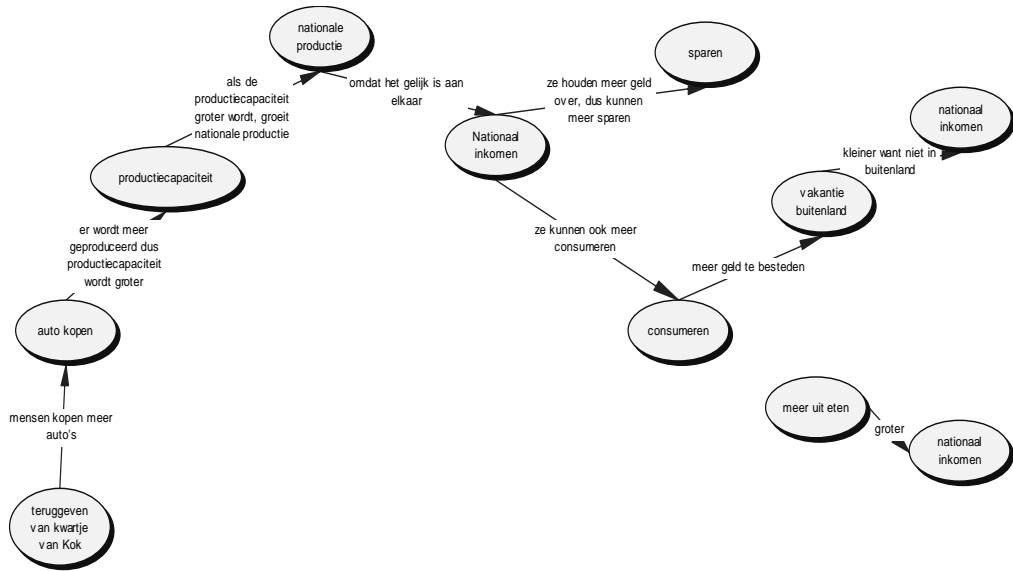 nationale
productie
als de
productiecapaciteit
groter wordt, groeit
nationale productie
omdat het gelijk is aan
elkaar
ze houden meer geld
over, dus kunnen
meer sparen
sparen
Nationaal
inkomen
nationaal
inkomen
kleiner want niet in
buitenland
vakantie
buitenland
productiecapaciteit
er wordt meer
geproduceerd dus
productiecapaciteit
wordt groter
ze kunnen ook meer
consumeren
meer geld te besteden
auto kopen
consumeren
mensen kopen meer
auto's
meer uit eten
groter
nationaal
inkomen
teruggeven
van kwartje
van Kok